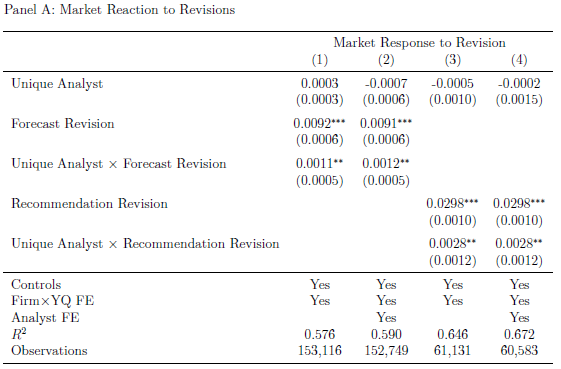 Panel A: Market Reaction to Revisions
Market Response to Revision
(1) (2) (3) (4)
Unique Analyst 0.0003 -0.0007 -0.0005 -0.0002
(0.0003) (0.0006) (0.0010) (0.0015)
Forecast Revision 0.0092*** 0.0091***
(0.0006) (0.0006)
Unique Analyst × Forecast Revision 0.0011** 0.0012**
(0.0005) (0.0005)
Recommendation Revision 0.0298*** 0.0298***
(0.0010) (0.0010)
Unique Analyst × Recommendation Revision 0.0028** 0.0028**
(0.0012) (0.0012)
Controls Yes Yes Yes Yes
Firm×YQ FE Yes Yes Yes Yes
Analyst FE Yes Yes
R² 0.576 0.590 0.646 0.672
Observations 153,116 152,749 61,131 60,583